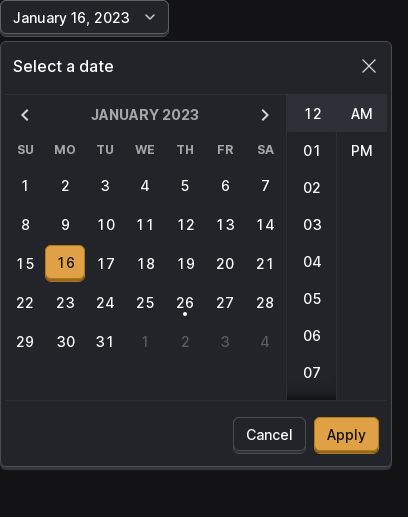 January 16, 2023
Select a date
JANUARY 2023
SU MO TU WE TH FR SA
1 2 3 4 5 6 7
8 9 10 11 12 13 14
15 16 17 18 19 20 21
22 23 24 25 26 27 28
29 30 31 1 2 3 4
12 AM
01 PM
02
03
04
05
06
07
Cancel Apply